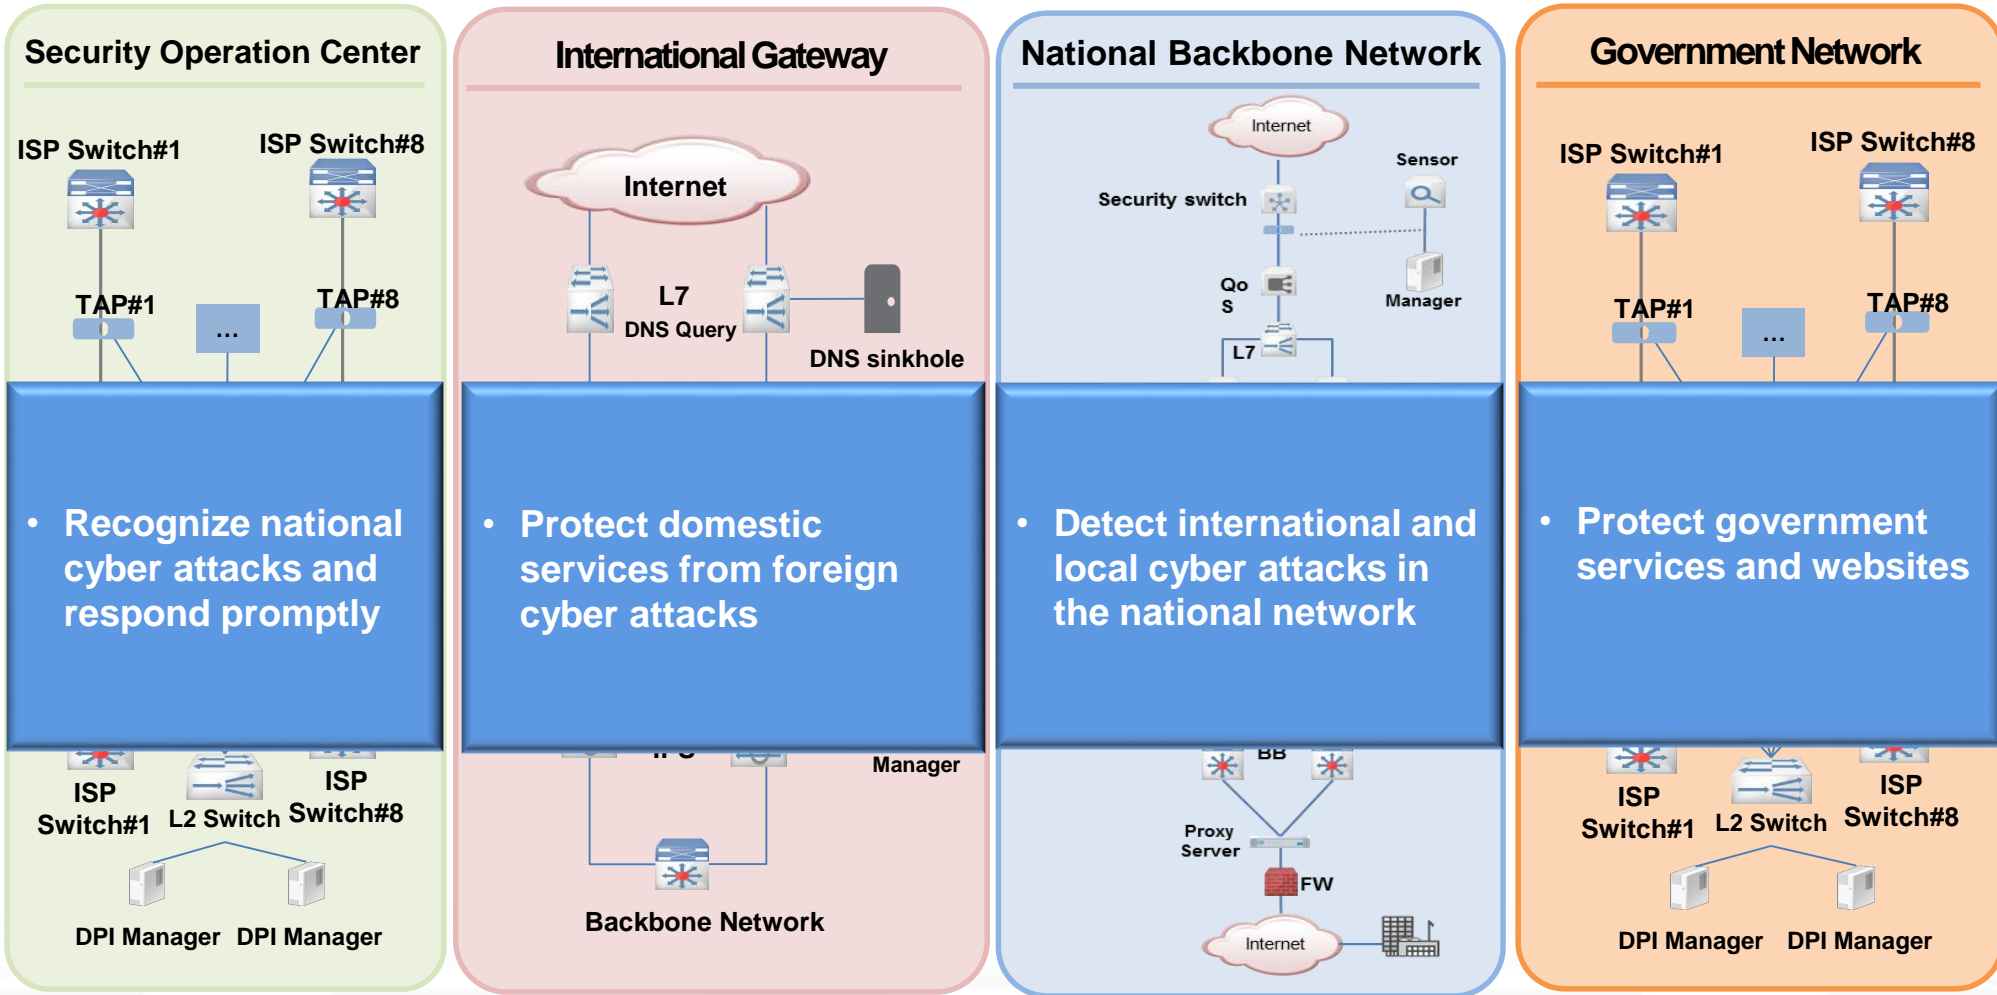 Security Operation Center
ISP Switch#1
ISP Switch#8
TAP#1
...
TAP#8
• Recognize national
cyber attacks and
respond promptly
ISP
Switch#1
L2 Switch
ISP
Switch#8
DPI Manager
DPI Manager
International Gateway
Internet
L7
DNS Query
DNS sinkhole
• Protect domestic
services from foreign
cyber attacks
Manager
Backbone Network
National Backbone Network
Internet
Sensor
Security switch
Qo
S
Manager
L7
• Detect international and
local cyber attacks in
the national network
BB
Proxy
Server
FW
Internet
Government Network
ISP Switch#1
ISP Switch#8
TAP#1
...
TAP#8
• Protect government
services and websites
ISP
Switch#1
L2 Switch
ISP
Switch#8
DPI Manager
DPI Manager